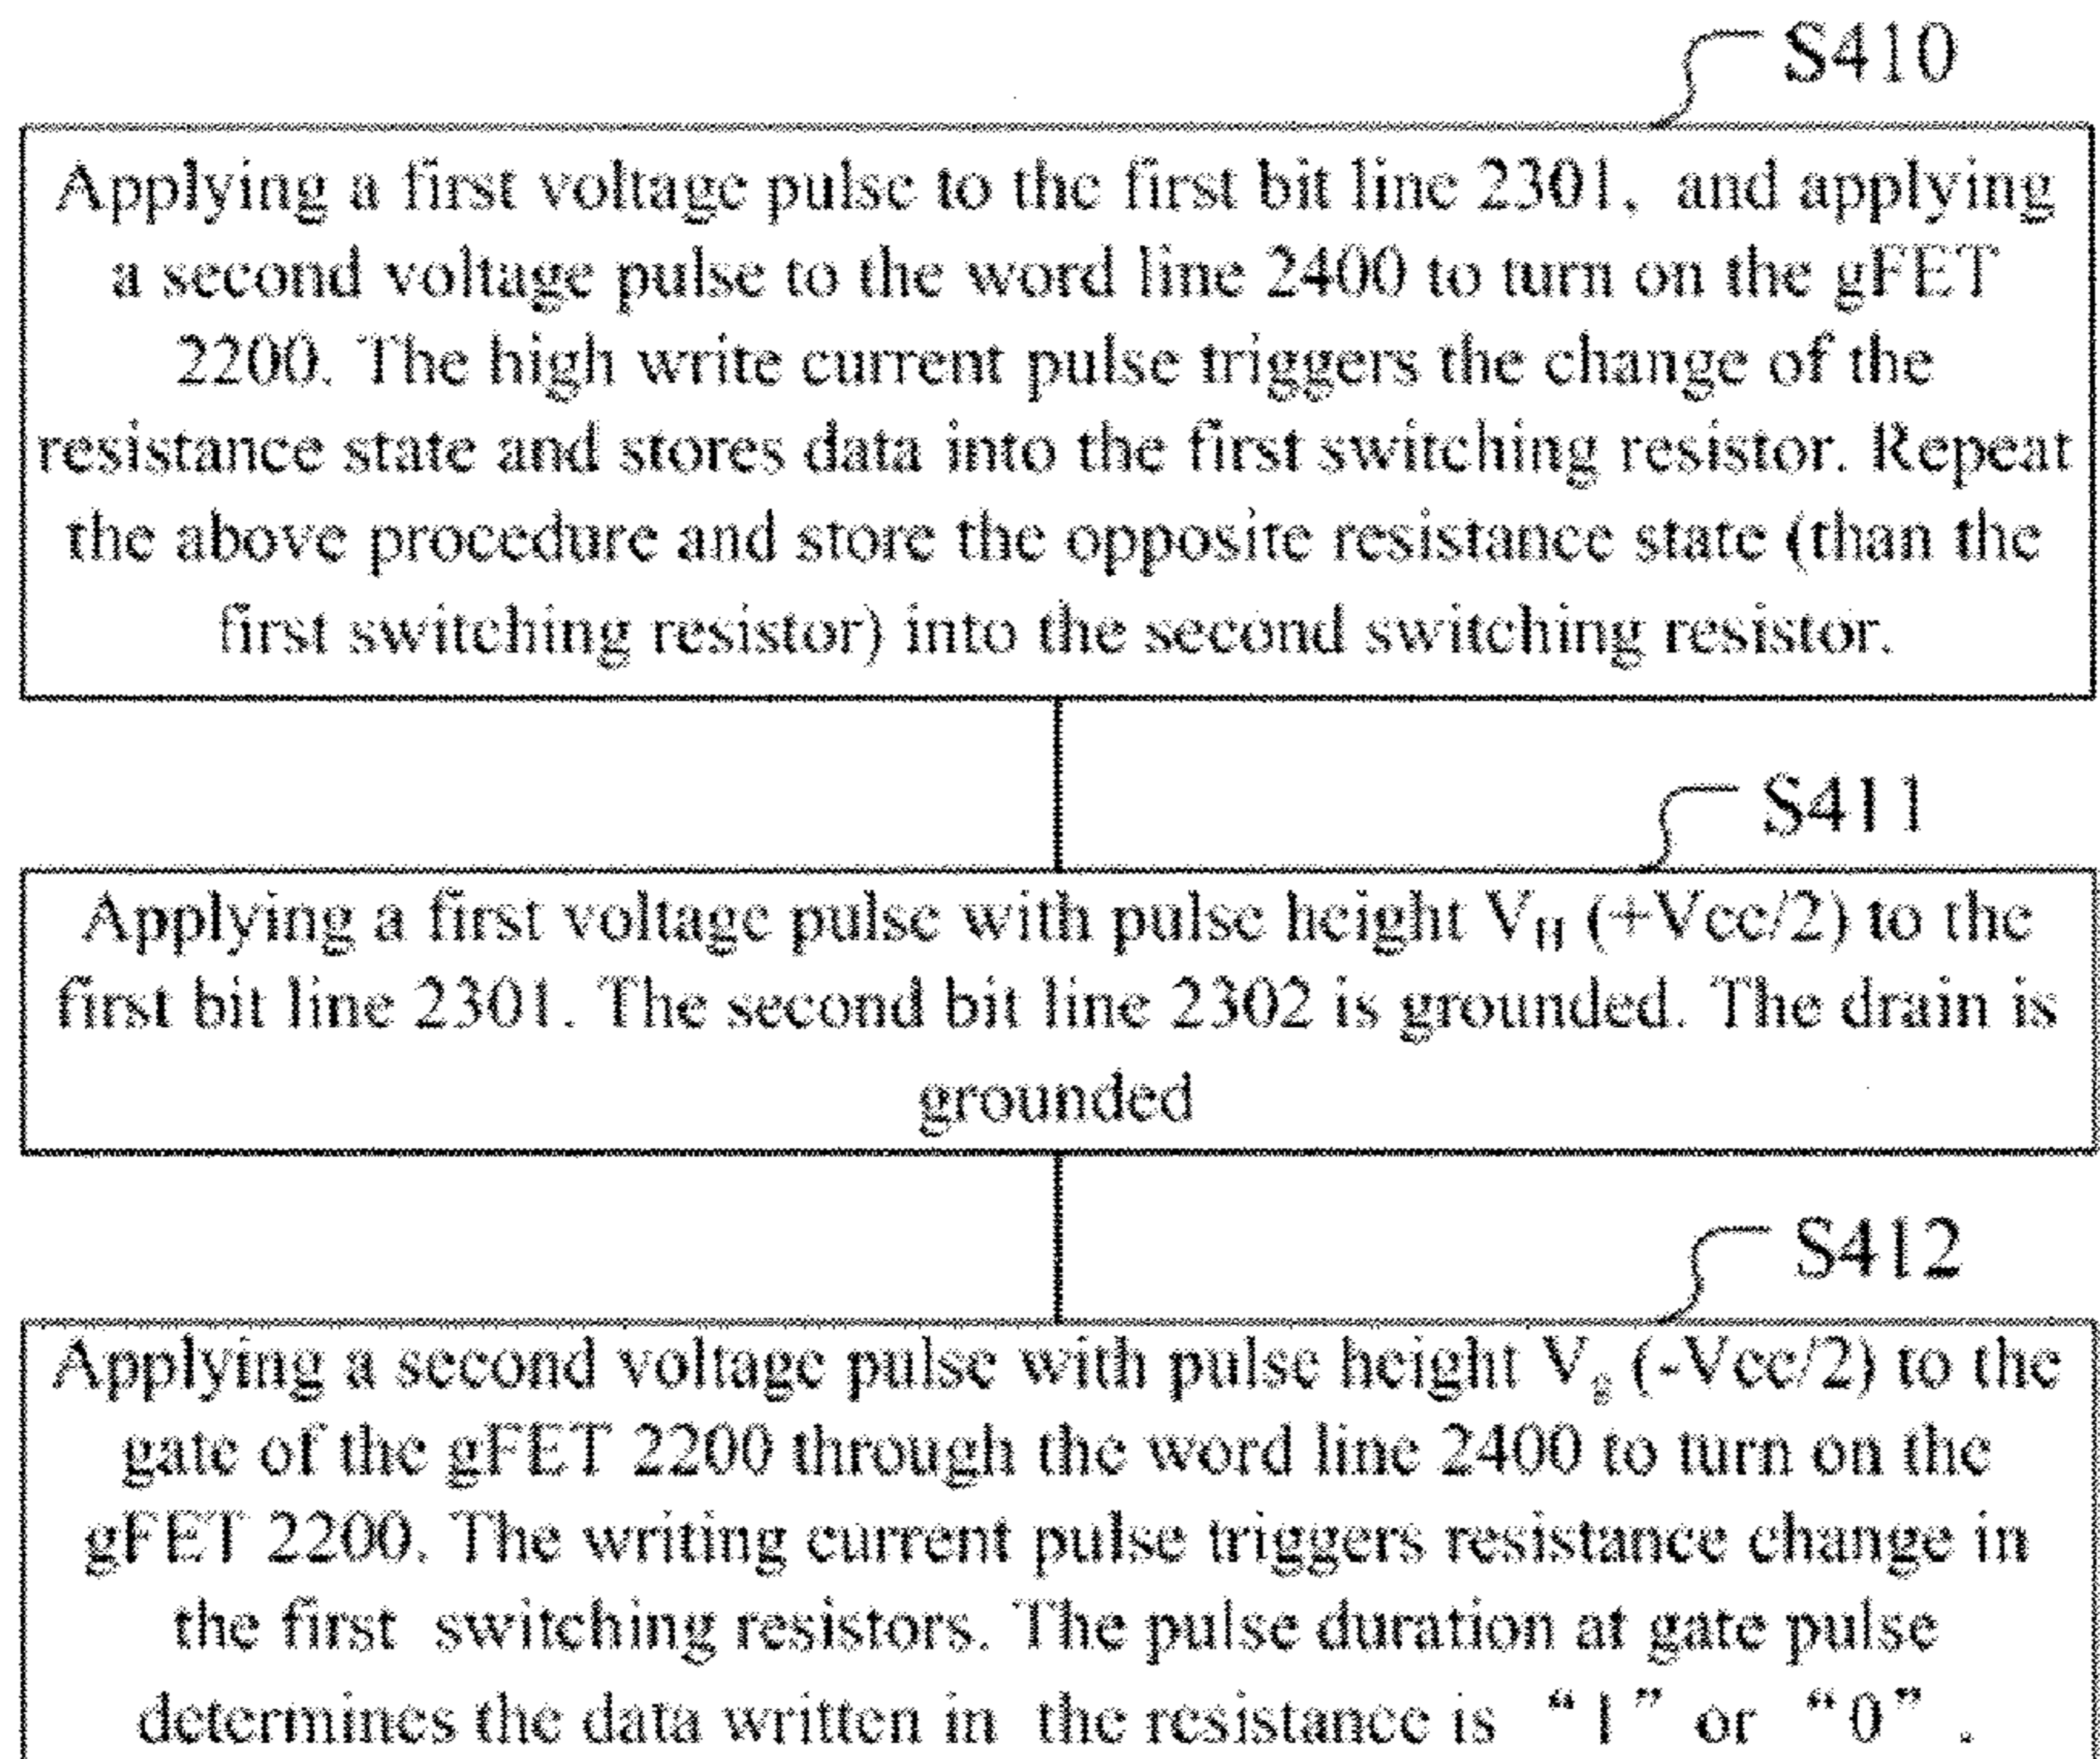 S410
Applying a first voltage pulse to the first bit line 2301, and applying
a second voltage pulse to the word line 2400 to turn on the gFET
2200. The high write current pulse triggers the change of the
resistance state and stores data into the first switching resistor. Repeat
the above procedure and store the opposite resistance state (than the
first switching resistor) into the second switching resistor.
S411
Applying a first voltage pulse with pulse height V_H (+Vcc/2) to the
first bit line 2301. The second bit line 2302 is grounded. The drain is
grounded
S412
Applying a second voltage pulse with pulse height V_g (-Vcc/2) to the
gate of the gFET 2200 through the word line 2400 to turn on the
gFET 2200. The writing current pulse triggers resistance change in
the first switching resistors. The pulse duration at gate pulse
determines the data written in the resistance is “1” or “0”.